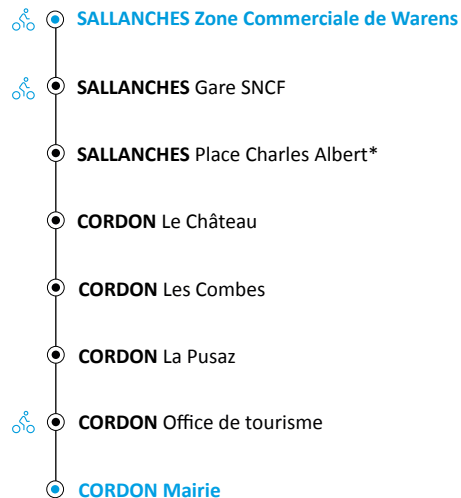 SALLANCHES Zone Commerciale de Warens
SALLANCHES Gare SNCF
SALLANCHES Place Charles Albert*
CORDON Le Château
CORDON Les Combes
CORDON La Pusaz
CORDON Office de tourisme
CORDON Mairie